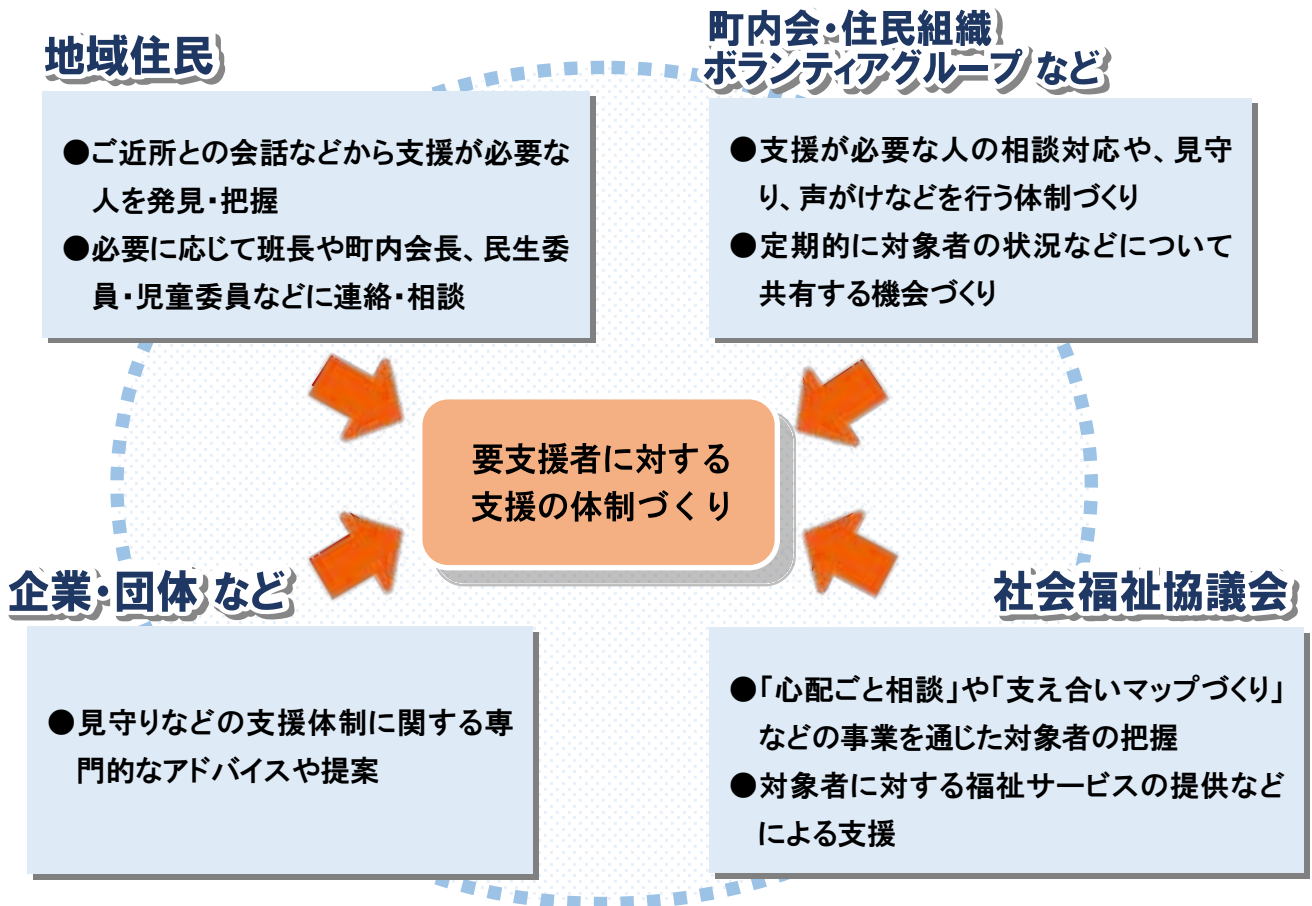 地域住民
●ご近所との会話などから支援が必要な
人を発見・把握
●必要に応じて班長や町内会長、民生委
員・児童委員などに連絡・相談
町内会・住民組織
ボランティアグループ など
●支援が必要な人の相談対応や、見守
り、声がけなどを行う体制づくり
●定期的に対象者の状況などについて
共有する機会づくり
要支援者に対する
支援の体制づくり
企業・団体 など
●見守りなどの支援体制に関する専
門的なアドバイスや提案
社会福祉協議会
●「心配ごと相談」や「支え合いマップづくり」
などの事業を通じた対象者の把握
●対象者に対する福祉サービスの提供など
による支援